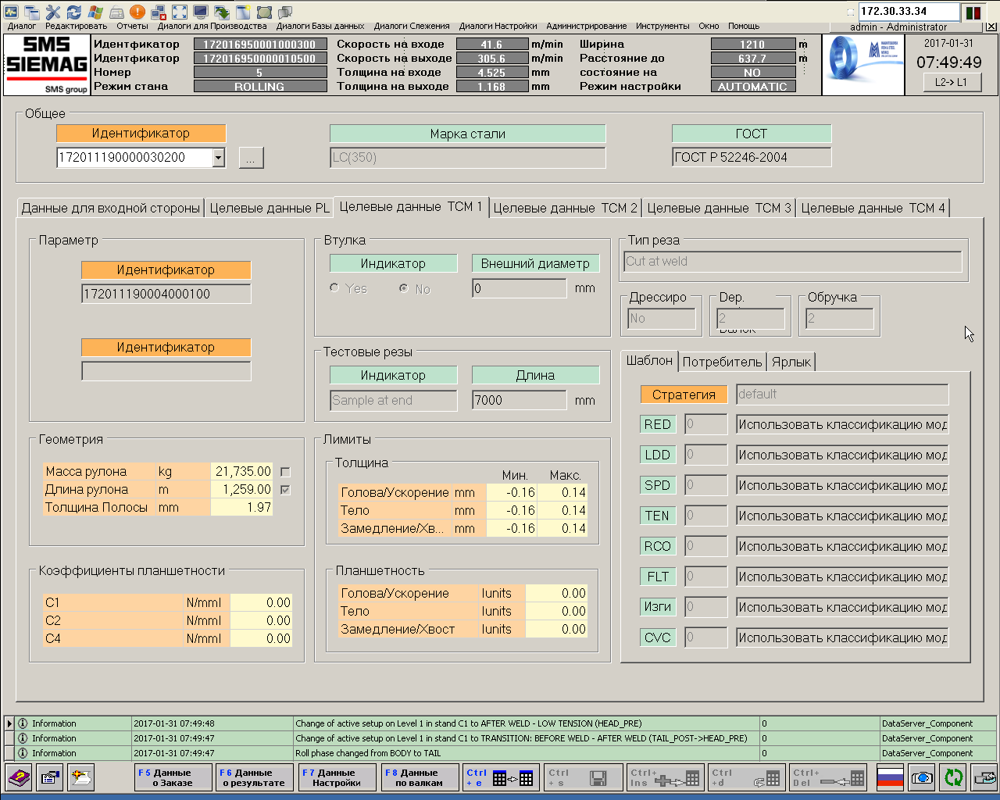 Диалог Редактировать Отчеты Диалоги для Производства Диалоги Базы данных Диалоги Слежения Диалоги Настройки Администрирование Инструменты Окно Помощь
172.30.33.34
admin - Administrator
SMS
SIEMAG
SMS group
Идентфикатор 172016950001000300 Скорость на входе 41.6 m/min Ширина 1210 m
Идентфикатор 172016950000010500 Скорость на выходе 305.6 m/min Расстояние до 637.7 m
Номер 5 Толщина на входе 4.525 mm состояние на NO
Режим стана ROLLING Толщина на выходе 1.168 mm Режим настройки AUTOMATIC
2017-01-31
07:49:49
L2-> L1
Общее
Идентификатор Марка стали ГОСТ
172011190000030200 ... LC(350) ГОСТ Р 52246-2004
Данные для входной стороны Целевые данные PL Целевые данные TCM 1 Целевые данные TCM 2 Целевые данные TCM 3 Целевые данные TCM 4
Параметр
Идентификатор
172011190004000100
Идентификатор
Втулка
Индикатор Внешний диаметр
Yes No 0 mm
Тип реза
Cut at weld
Дрессиро
No
Dep.
2
Обручка
2
Тестовые резы
Индикатор Длина
Sample at end 7000 mm
Шаблон Потребитель Ярлык
Стратегия default
RED 0 Использовать классификацию мод
LDD 0 Использовать классификацию мод
SPD 0 Использовать классификацию мод
TEN 0 Использовать классификацию мод
RCO 0 Использовать классификацию мод
FLT 0 Использовать классификацию мод
Изги 0 Использовать классификацию мод
CVC 0 Использовать классификацию мод
Геометрия
Масса рулона kg 21,735.00
Длина рулона m 1,259.00
Толщина Полосы mm 1.97
Лимиты
Толщина
Мин. Макс.
Голова/Ускорение mm -0.16 0.14
Тело mm -0.16 0.14
Замедление/Хв... mm -0.16 0.14
Коэффициенты планшетности
C1 N/mmI 0.00
C2 N/mmI 0.00
C4 N/mmI 0.00
Планшетность
Голова/Ускорение Iunits 0.00
Тело Iunits 0.00
Замедление/Хвост Iunits 0.00
Information 2017-01-31 07:49:48 Change of active setup on Level 1 in stand C1 to AFTER WELD - LOW TENSION (HEAD_PRE) 0 DataServer_Component
Information 2017-01-31 07:49:47 Change of active setup on Level 1 in stand C1 to TRANSITION: BEFORE WELD - AFTER WELD (TAIL_POST->HEAD_PRE) 0 DataServer_Component
Information 2017-01-31 07:49:47 Roll phase changed from BODY to TAIL 0 DataServer_Component
F5 Данные о Заказе
F6 Данные о результате
F7 Данные Настройки
F8 Данные по валкам
Ctrl + e
Ctrl + s
Ctrl+ Ins
Ctrl +d
Ctrl+ Del